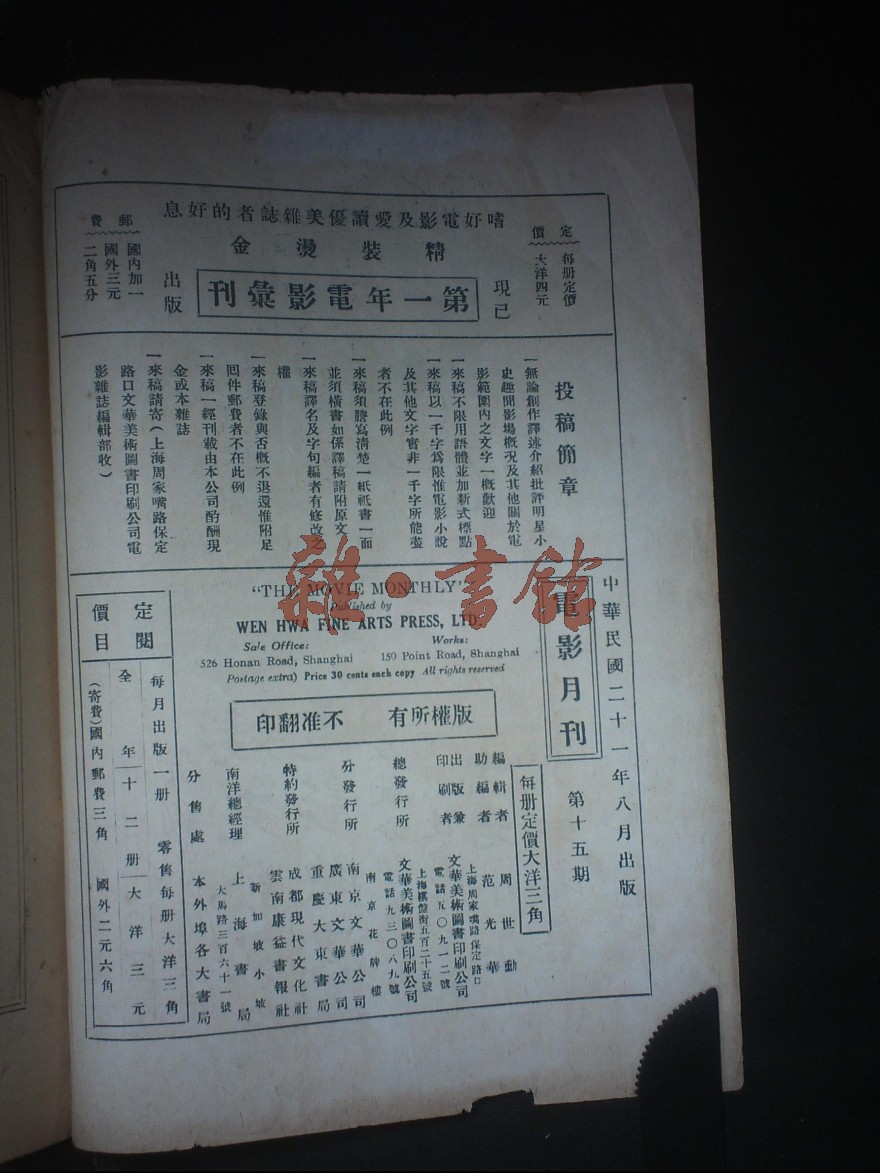 嗜好電影及愛讀優美雜誌者的好息
精裝燙金
定價
每册定價
大洋四元
現已
第一年電影彙刊
出版
郵費
國内加一
國外三元
二角五分
投稿簡章
一無論創作譯述介紹批評明星小
史趣聞影場概况及其他關於電
影範圍内之文字一概歡迎
一來稿不限用語體並加新式標點
一來稿以一千字爲限惟電影小說
及其他文字實非一千字所能盡
者不在此例
一來稿須謄寫清楚一紙祇書一面
並須橫書如係譯稿請附原文
一來稿譯名及字句編者有修改之
權
一來稿登錄與否概不退還惟附足
回件郵費者不在此例
一來稿一經刊載由本公司酌酬現
金或本雜誌
一來稿請寄(上海周家嘴路保定
路口文華美術圖書印刷公司電
影雜誌編輯部收)
中華民國二十一年八月出版
電影月刊
第十五期
"THE MOVIE MONTHLY"
Published by
WEN HWA FINE ARTS PRESS, LTD.
Sale Office: Works:
526 Honan Road, Shanghai 150 Point Road, Shanghai
Postage extra) Price 30 cents each copy All rights reserved
版權所有 不准翻印
每册定價大洋三角
編輯者 周世勳
助編者 范光華
上海周家嘴路保定路口
出版兼印刷者 文華美術圖書印刷公司
電話五〇九一二號
上海棋盤街五百二十五號
總發行所 文華美術圖書印刷公司
電話九三〇八九號
南京花牌樓
分發行所 南京文華公司
廣東文華公司
重慶大東書局
特約發行所 成都現代文化社
雲南康益書報社
新加坡小坡
南洋總經理 上海書局
大馬路三百六十一號
分售處 本外埠各大書局
定閱價目
每月出版一册 零售每册大洋三角
全年十二册大洋三元
(寄費)國内郵費三角 國外二元六角
雜·書館